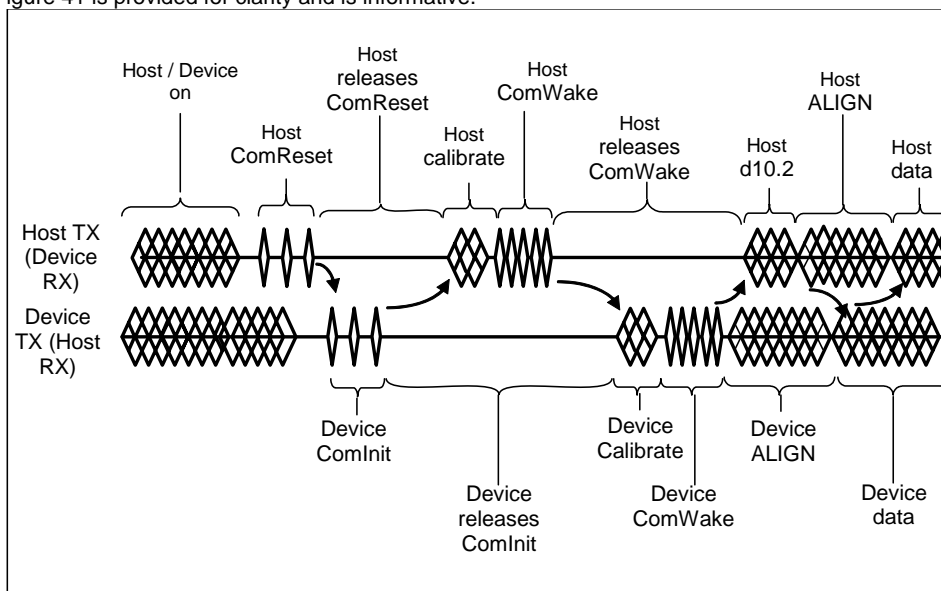 igure 41 is provided for clarity and is informative.
Host / Device
on
Host
ComReset
Host
releases
ComReset
Host
calibrate
Host
ComWake
Host
releases
ComWake
Host
d10.2
Host
ALIGN
Host
data
Host TX
(Device
RX)
Device
TX (Host
RX)
Device
ComInit
Device
releases
ComInit
Device
Calibrate
Device
ComWake
Device
ALIGN
Device
data